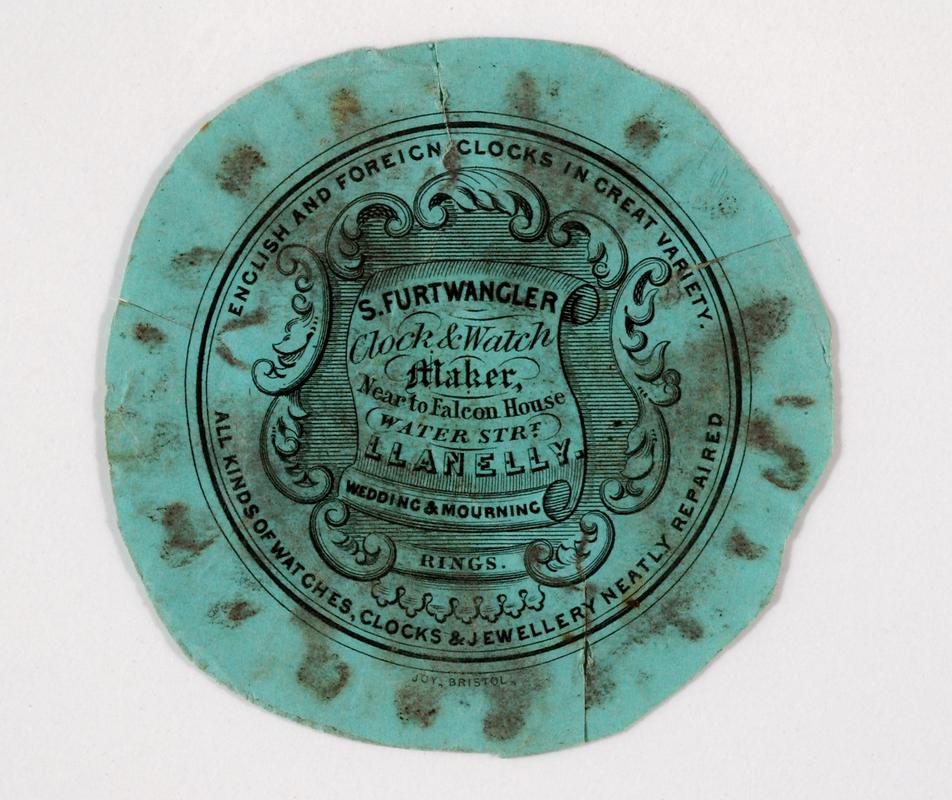 ENGLISH AND FOREIGN CLOCKS IN GREAT VARIETY.
S. FURTWANGLER
Clock & Watch
Maker,
Near to Falcon House
WATER STRT
LLANELLY.
WEDDING & MOURNING
RINGS.
ALL KINDS OF WATCHES, CLOCKS & JEWELLERY NEATLY REPAIRED
JOY, BRISTOL.